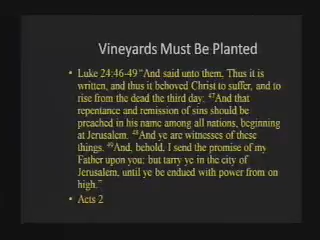 Vineyards Must Be Planted
• Luke 24:46-49 "And said unto them, Thus it is
written, and thus it behoved Christ to suffer, and to
rise from the dead the third day: ⁴⁷And that
repentance and remission of sins should be
preached in his name among all nations, beginning
at Jerusalem. ⁴⁸And ye are witnesses of these
things. ⁴⁹And, behold, I send the promise of my
Father upon you: but tarry ye in the city of
Jerusalem, until ye be endued with power from on
high."
• Acts 2